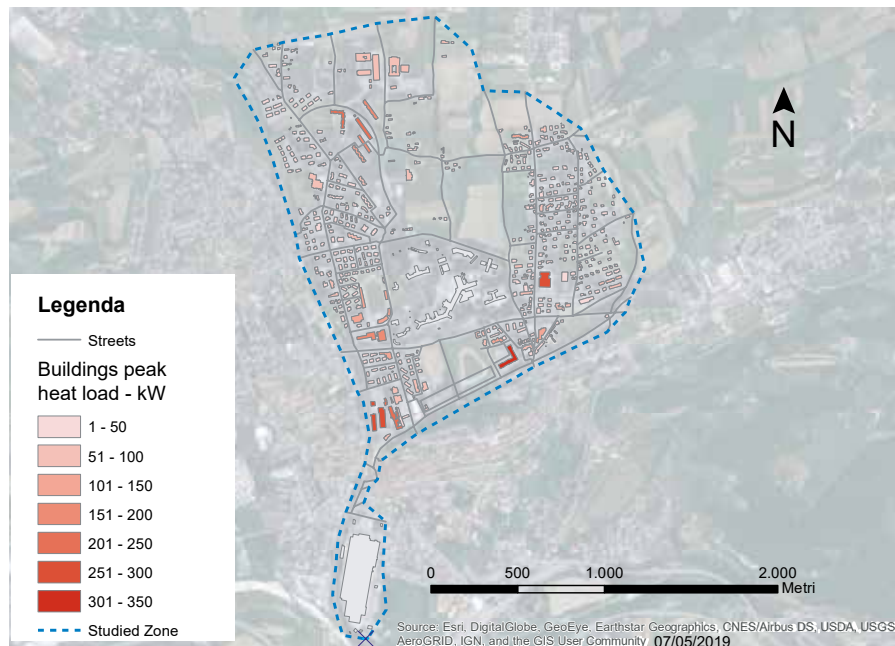 N
Legenda
Streets
Buildings peak
heat load - kW
1 - 50
51 - 100
101 - 150
151 - 200
201 - 250
251 - 300
301 - 350
Studied Zone
0 500 1.000 2.000
Metri
Source: Esri, DigitalGlobe, GeoEye, Earthstar Geographics, CNES/Airbus DS, USDA, USGS,
AeroGRID, IGN, and the GIS User Community 07/05/2019